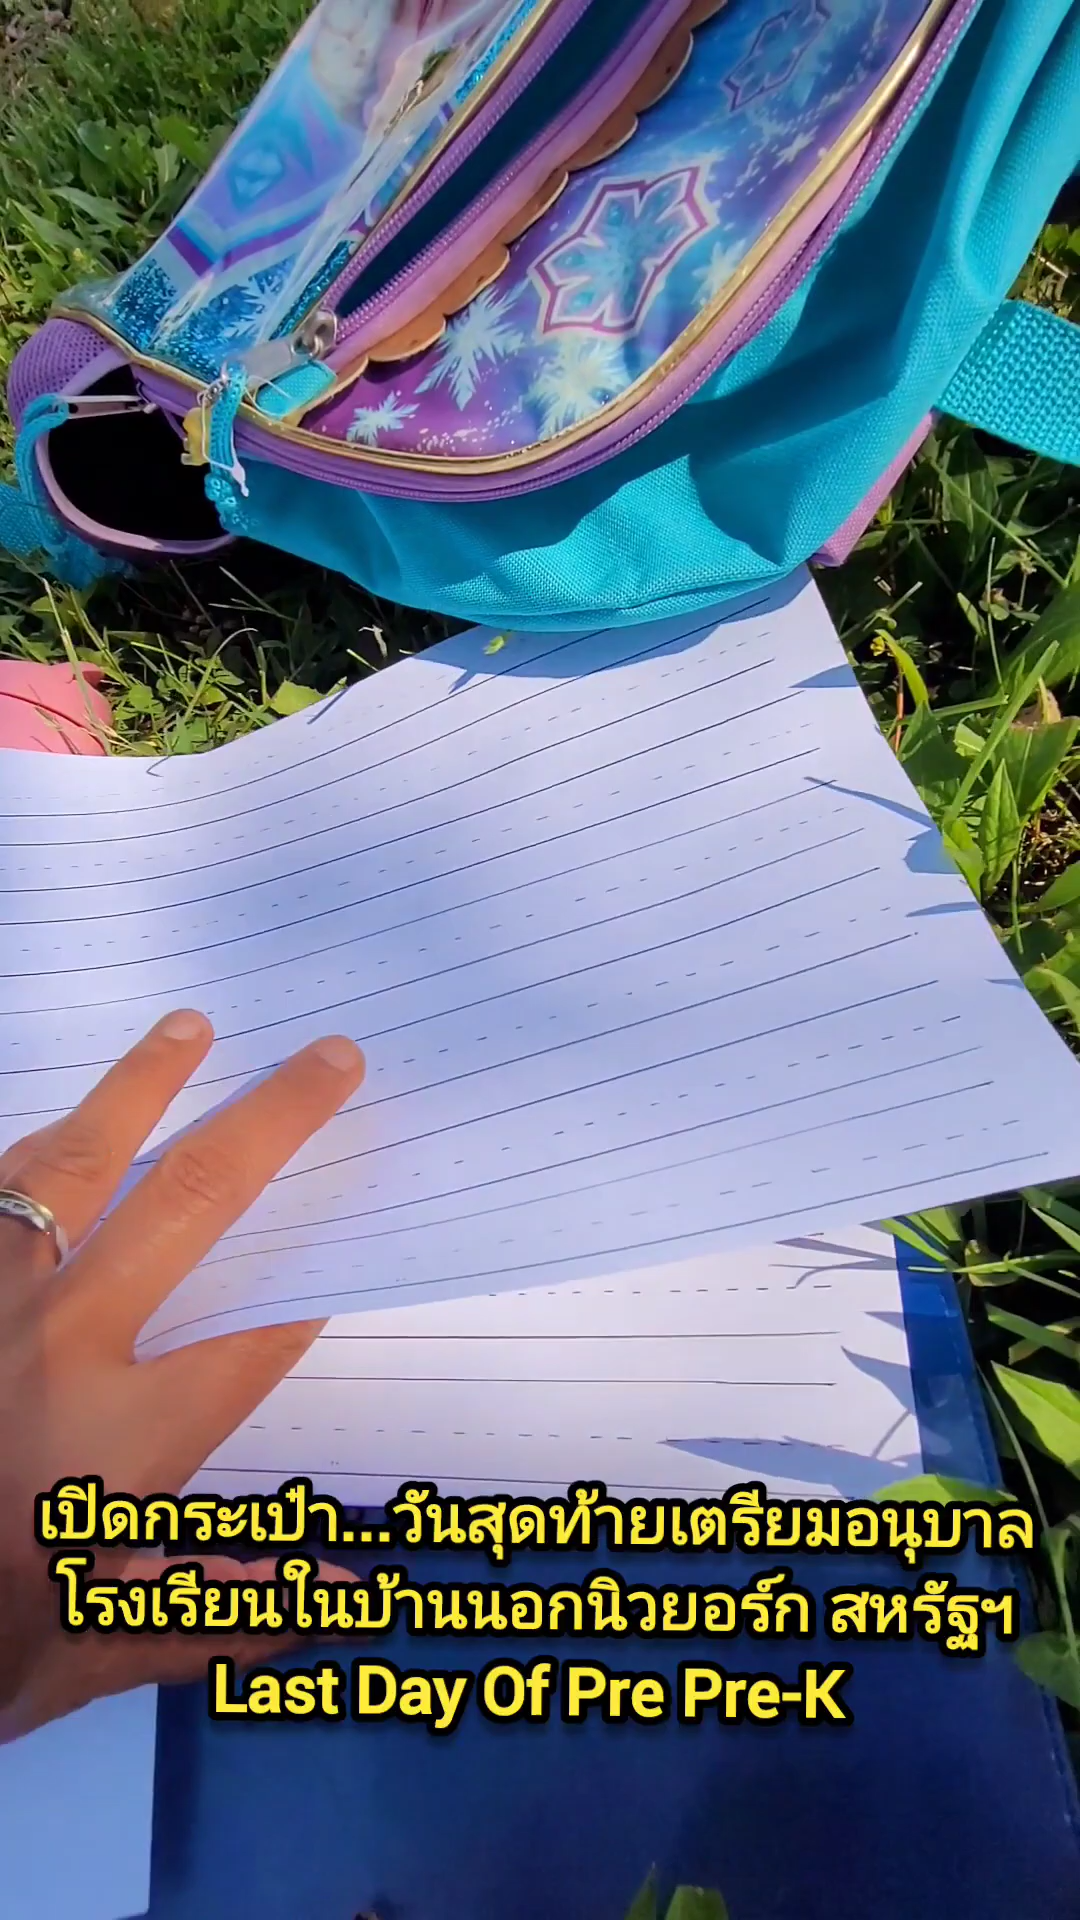 เปิดกระเป๋า...วันสุดท้ายเตรียมอนุบาล
โรงเรียนในบ้านนอกนิวยอร์ก สหรัฐฯ
Last Day Of Pre Pre-K